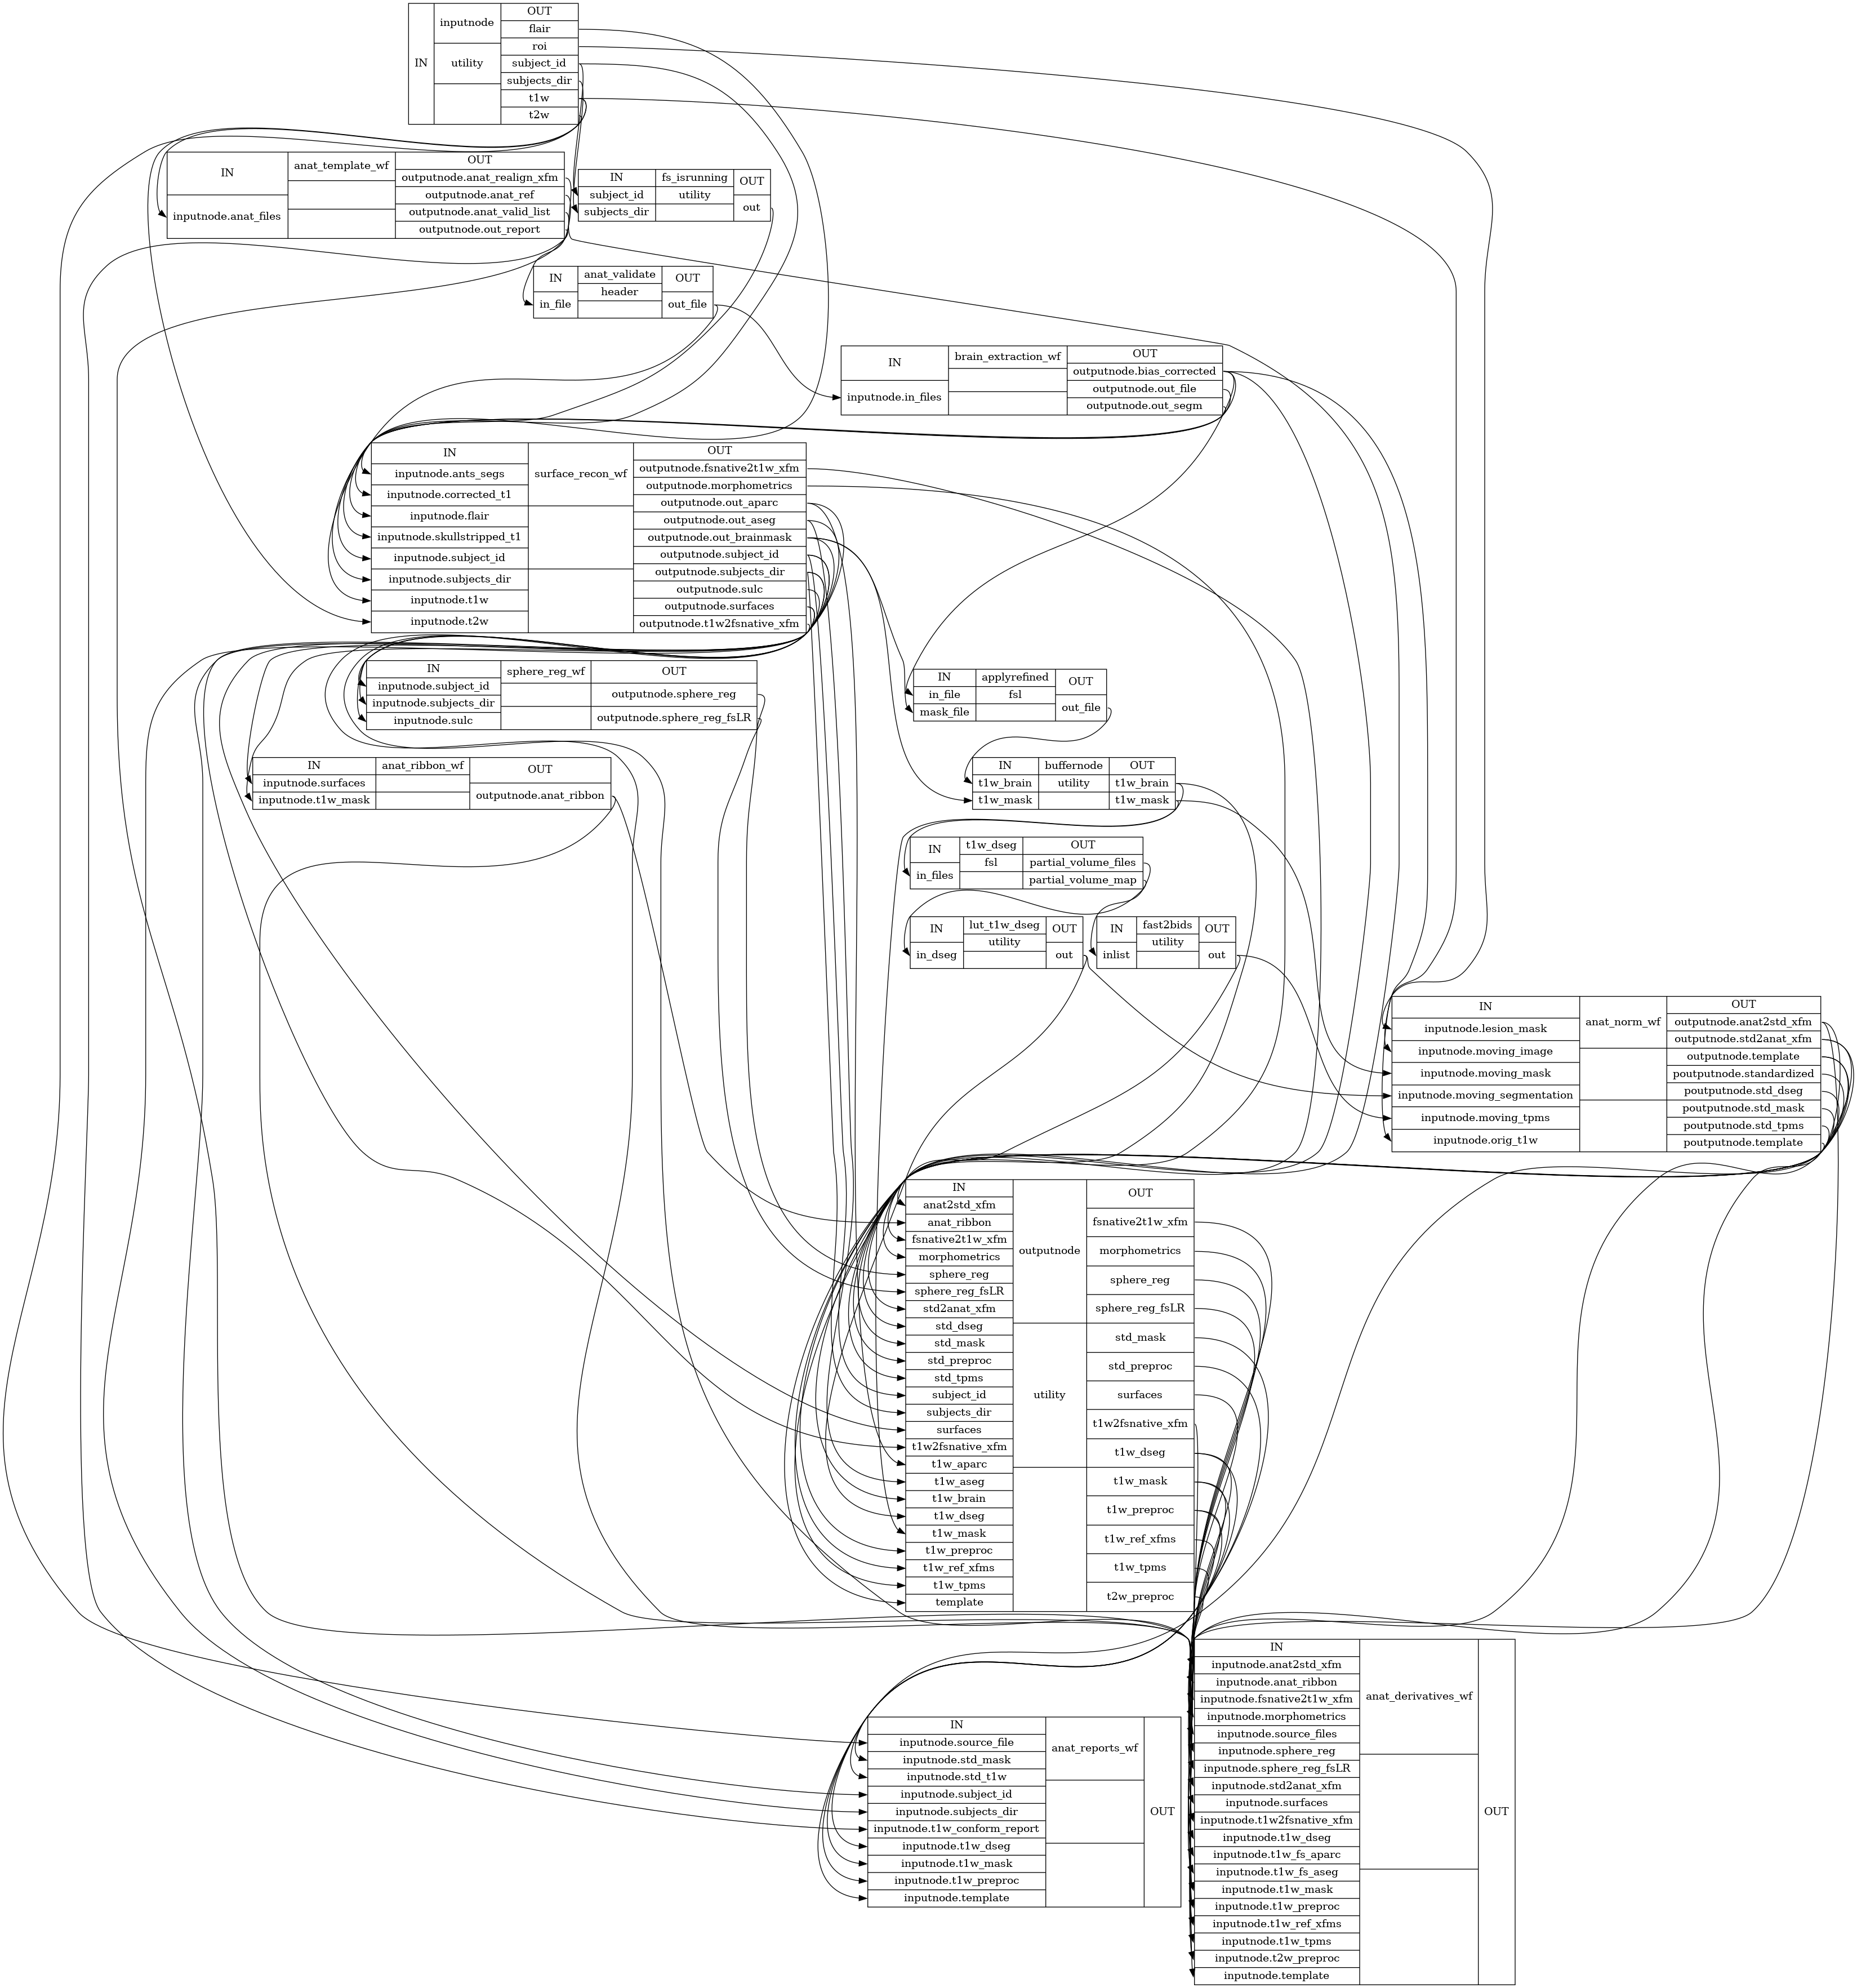 IN
inputnode
utility
OUT
flair
roi
subject_id
subjects_dir
t1w
t2w
IN
inputnode.anat_files
anat_template_wf
OUT
outputnode.anat_realign_xfm
outputnode.anat_ref
outputnode.anat_valid_list
outputnode.out_report
IN
subject_id
subjects_dir
fs_isrunning
utility
OUT
out
IN
in_file
anat_validate
header
OUT
out_file
IN
inputnode.in_files
brain_extraction_wf
OUT
outputnode.bias_corrected
outputnode.out_file
outputnode.out_segm
IN
inputnode.ants_segs
inputnode.corrected_t1
inputnode.flair
inputnode.skullstripped_t1
inputnode.subject_id
inputnode.subjects_dir
inputnode.t1w
inputnode.t2w
surface_recon_wf
OUT
outputnode.fsnative2t1w_xfm
outputnode.morphometrics
outputnode.out_aparc
outputnode.out_aseg
outputnode.out_brainmask
outputnode.subject_id
outputnode.subjects_dir
outputnode.sulc
outputnode.surfaces
outputnode.t1w2fsnative_xfm
IN
inputnode.subject_id
inputnode.subjects_dir
inputnode.sulc
sphere_reg_wf
OUT
outputnode.sphere_reg
outputnode.sphere_reg_fsLR
IN
in_file
mask_file
applyrefined
fsl
OUT
out_file
IN
inputnode.surfaces
inputnode.t1w_mask
anat_ribbon_wf
OUT
outputnode.anat_ribbon
IN
t1w_brain
t1w_mask
buffernode
utility
OUT
t1w_brain
t1w_mask
IN
in_files
t1w_dseg
fsl
OUT
partial_volume_files
partial_volume_map
IN
in_dseg
lut_t1w_dseg
utility
OUT
out
IN
inlist
fast2bids
utility
OUT
out
IN
inputnode.lesion_mask
inputnode.moving_image
inputnode.moving_mask
inputnode.moving_segmentation
inputnode.moving_tpms
inputnode.orig_t1w
anat_norm_wf
OUT
outputnode.anat2std_xfm
outputnode.std2anat_xfm
outputnode.template
poutputnode.standardized
poutputnode.std_dseg
poutputnode.std_mask
poutputnode.std_tpms
poutputnode.template
IN
anat2std_xfm
anat_ribbon
fsnative2t1w_xfm
morphometrics
sphere_reg
sphere_reg_fsLR
std2anat_xfm
std_dseg
std_mask
std_preproc
std_tpms
subject_id
subjects_dir
surfaces
t1w2fsnative_xfm
t1w_aparc
t1w_aseg
t1w_brain
t1w_dseg
t1w_mask
t1w_preproc
t1w_ref_xfms
t1w_tpms
template
outputnode
utility
OUT
fsnative2t1w_xfm
morphometrics
sphere_reg
sphere_reg_fsLR
std_mask
std_preproc
surfaces
t1w2fsnative_xfm
t1w_dseg
t1w_mask
t1w_preproc
t1w_ref_xfms
t1w_tpms
t2w_preproc
IN
inputnode.source_file
inputnode.std_mask
inputnode.std_t1w
inputnode.subject_id
inputnode.subjects_dir
inputnode.t1w_conform_report
inputnode.t1w_dseg
inputnode.t1w_mask
inputnode.t1w_preproc
inputnode.template
anat_reports_wf
OUT
IN
inputnode.anat2std_xfm
inputnode.anat_ribbon
inputnode.fsnative2t1w_xfm
inputnode.morphometrics
inputnode.source_files
inputnode.sphere_reg
inputnode.sphere_reg_fsLR
inputnode.std2anat_xfm
inputnode.surfaces
inputnode.t1w2fsnative_xfm
inputnode.t1w_dseg
inputnode.t1w_fs_aparc
inputnode.t1w_fs_aseg
inputnode.t1w_mask
inputnode.t1w_preproc
inputnode.t1w_ref_xfms
inputnode.t1w_tpms
inputnode.t2w_preproc
inputnode.template
anat_derivatives_wf
OUT